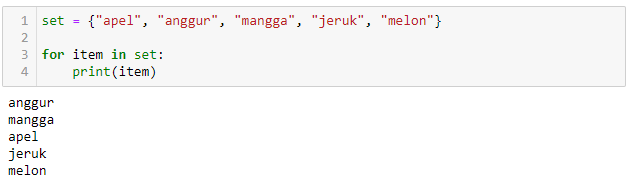 1 set = {"apel", "anggur", "mangga", "jeruk", "melon"}
2
3 for item in set:
4     print(item)
anggur
mangga
apel
jeruk
melon